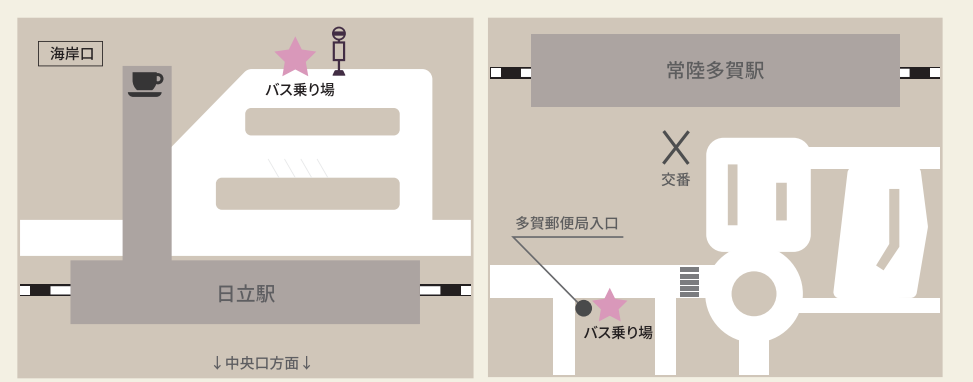 海岸口
バス乗り場
日立駅
↓中央口方面↓
常陸多賀駅
交番
多賀郵便局入口
バス乗り場